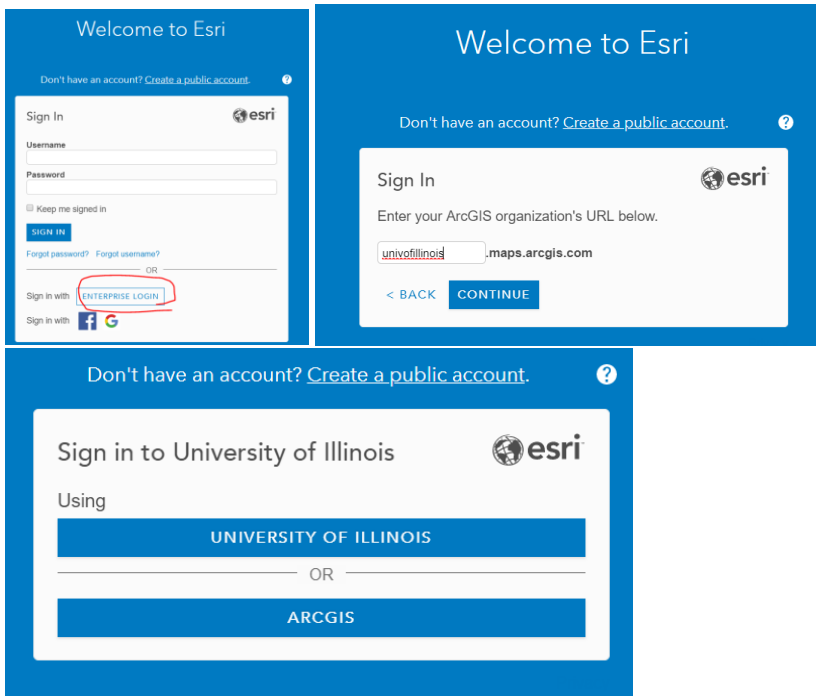 Welcome to Esri
Don't have an account? Create a public account.
?
Sign In
esri
Username
Password
Keep me signed in
SIGN IN
Forgot password? Forgot username?
OR
Sign in with ENTERPRISE LOGIN
Sign in with f G
Welcome to Esri
Don't have an account? Create a public account.
?
Sign In
esri
Enter your ArcGIS organization's URL below.
univofillinois .maps.arcgis.com
< BACK CONTINUE
Don't have an account? Create a public account.
?
Sign in to University of Illinois
esri
Using
UNIVERSITY OF ILLINOIS
OR
ARCGIS